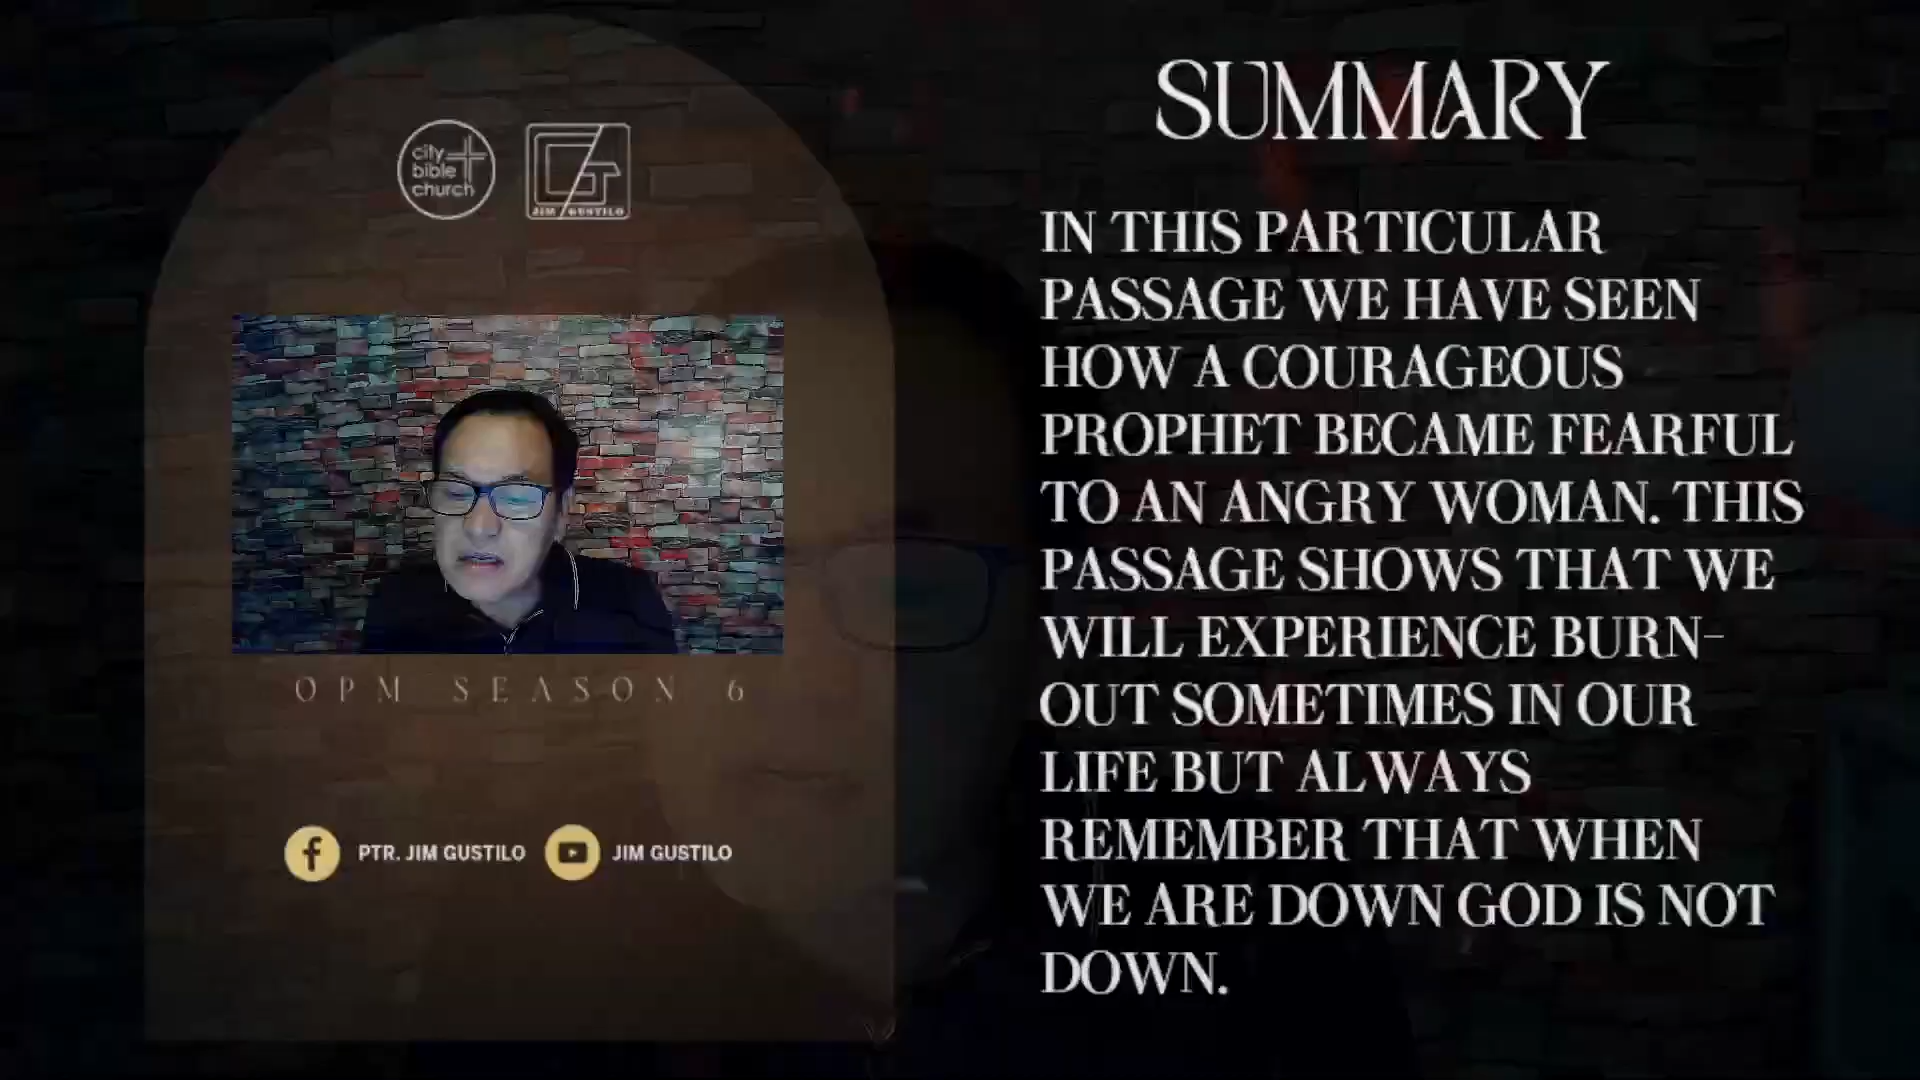 city
bible
church
JIM GUSTILO
OPM SEASON 6
PTR. JIM GUSTILO
JIM GUSTILO
SUMMARY
IN THIS PARTICULAR
PASSAGE WE HAVE SEEN
HOW A COURAGEOUS
PROPHET BECAME FEARFUL
TO AN ANGRY WOMAN. THIS
PASSAGE SHOWS THAT WE
WILL EXPERIENCE BURN-
OUT SOMETIMES IN OUR
LIFE BUT ALWAYS
REMEMBER THAT WHEN
WE ARE DOWN GOD IS NOT
DOWN.